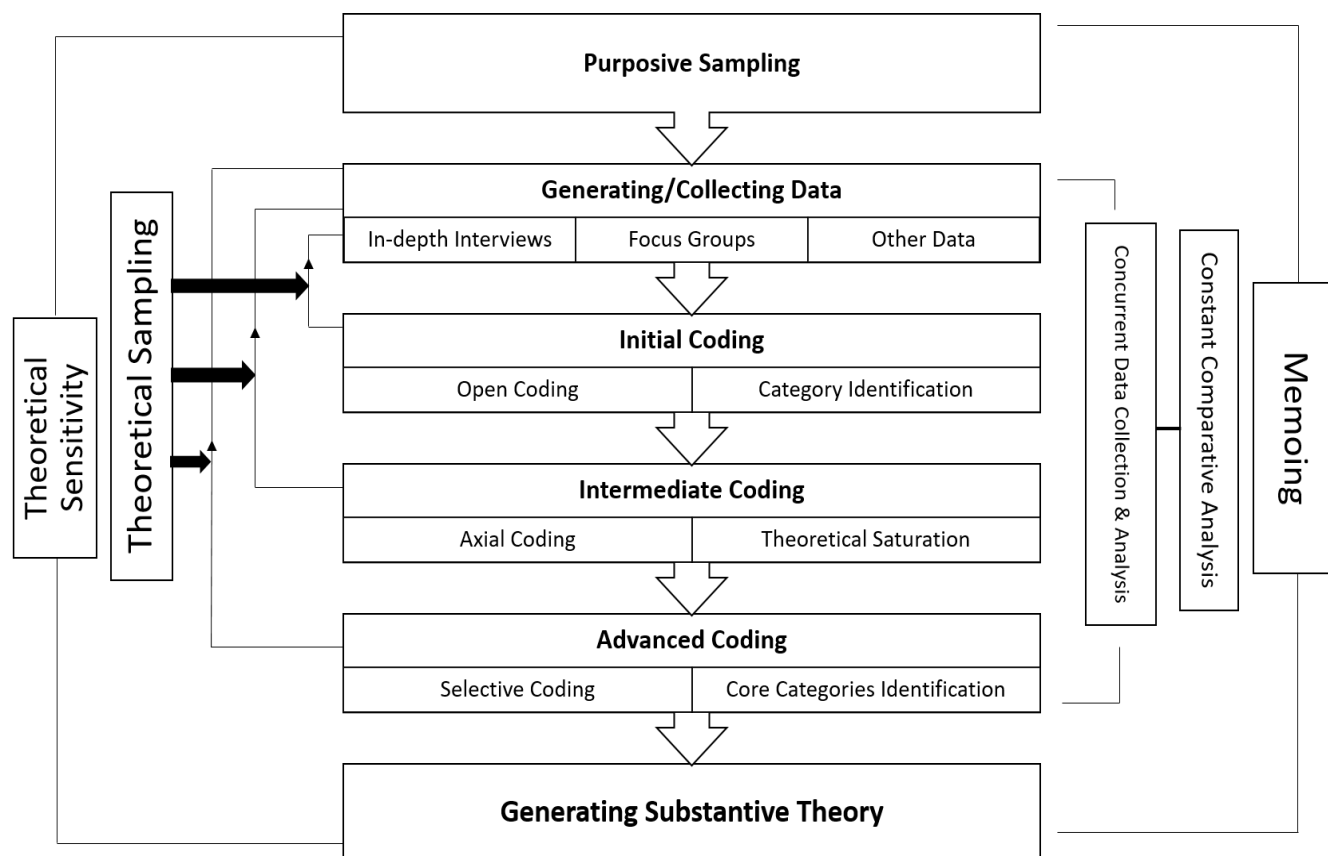 Purposive Sampling
Generating/Collecting Data
In-depth Interviews
Focus Groups
Other Data
Initial Coding
Open Coding
Category Identification
Intermediate Coding
Axial Coding
Theoretical Saturation
Advanced Coding
Selective Coding
Core Categories Identification
Generating Substantive Theory
Theoretical
Sensitivity
Theoretical Sampling
Concurrent Data Collection & Analysis
Constant Comparative Analysis
Memoing